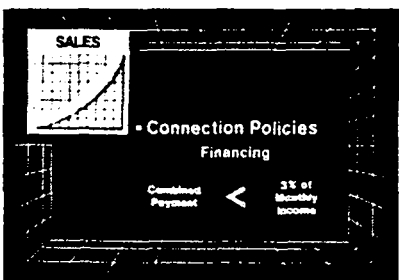 SALES
▪ Connection Policies
Financing
Combined
Payment
<
3% of
Monthly
Income